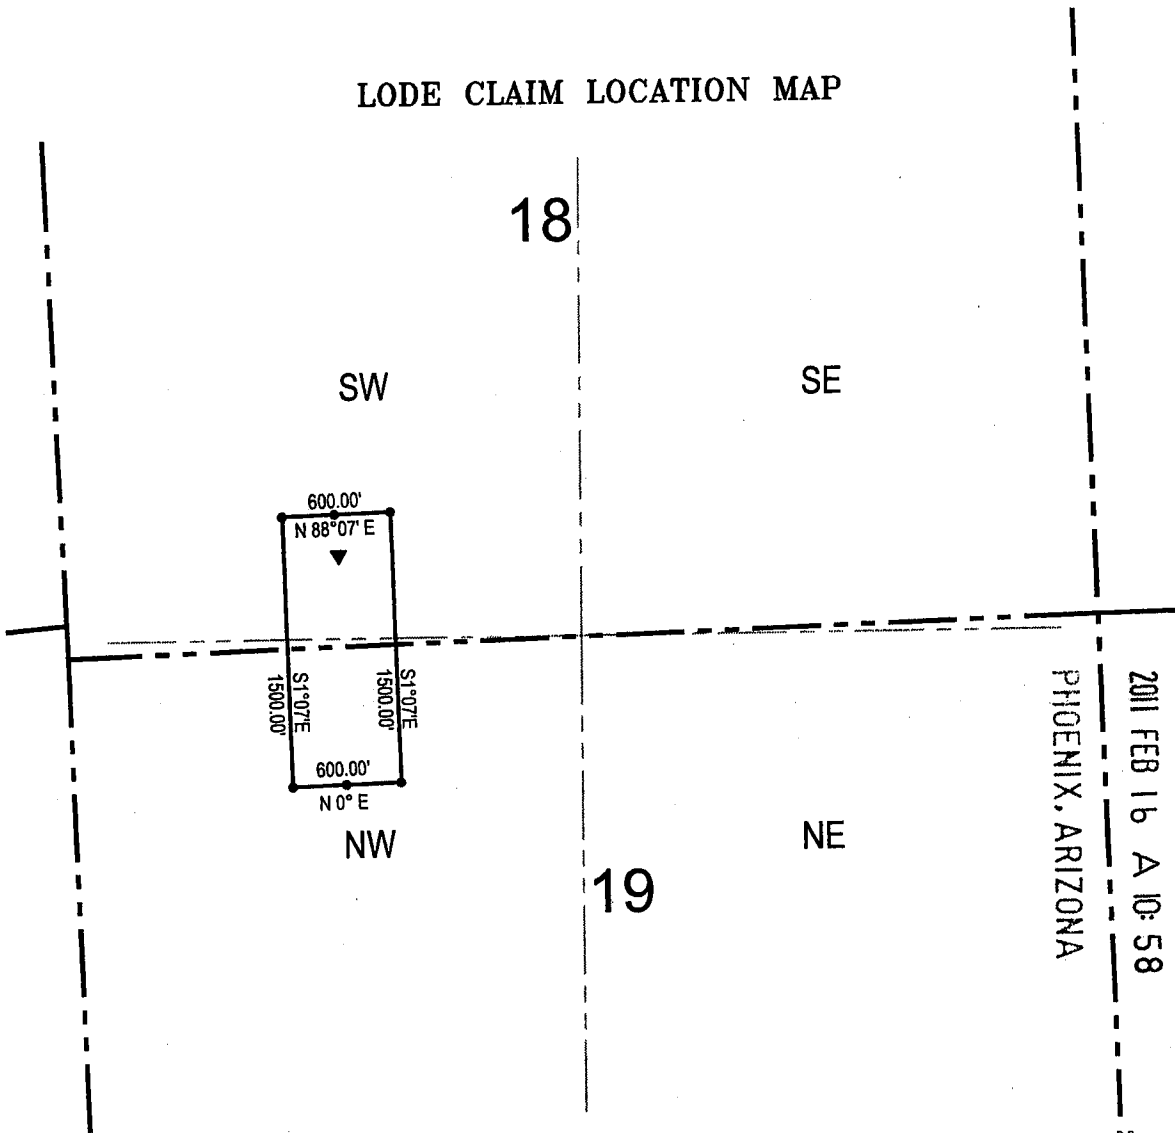 LODE CLAIM LOCATION MAP
18
SW
SE
600.00'
N 88°07' E
S1°07'E
1500.00'
S1°07'E
1500.00'
600.00'
N 0° E
NW
NE
19
2011 FEB 16 A 10:58
PHOENIX, ARIZONA